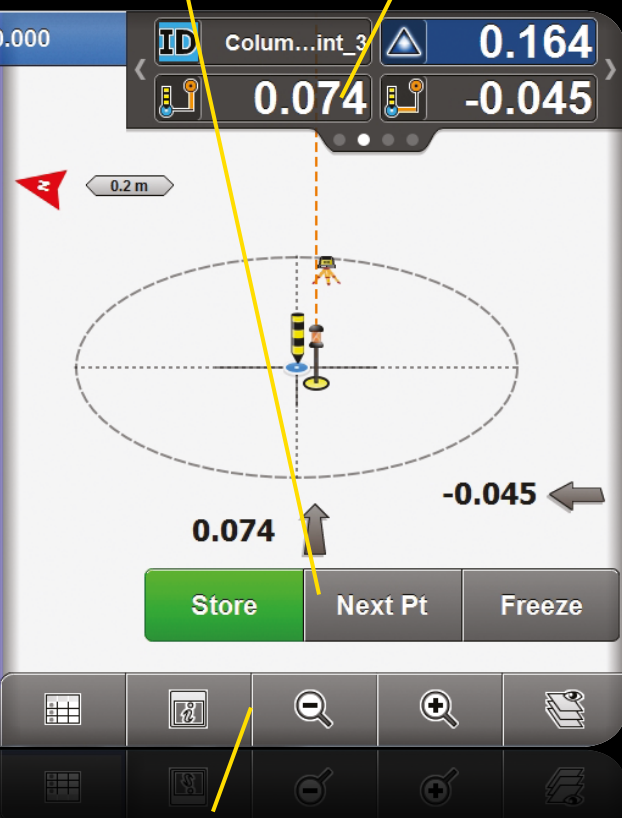 0.000
ID Colum...int_3 0.164
0.074 -0.045
N
0.2 m
-0.045
0.074
Store Next Pt Freeze